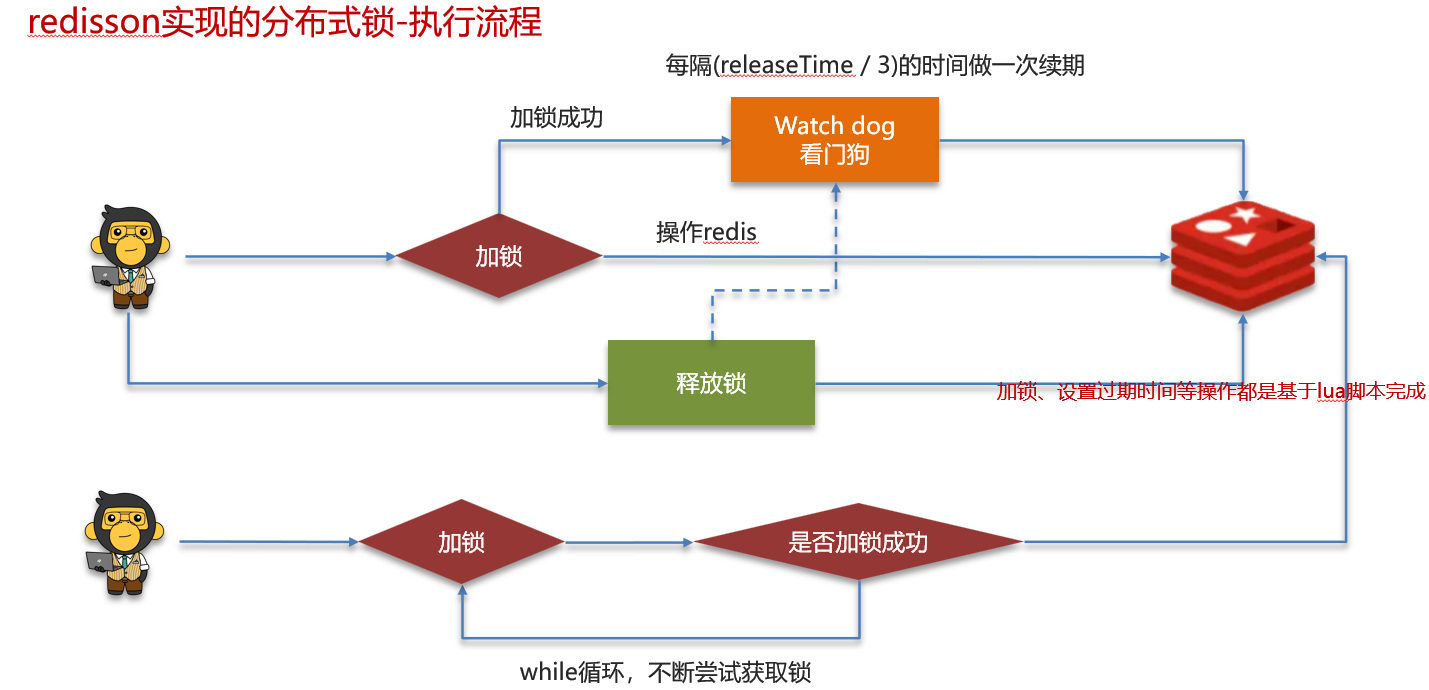 redisson实现的分布式锁-执行流程
每隔(releaseTime / 3)的时间做一次续期
加锁成功
Watch dog
看门狗
操作redis
加锁
释放锁
加锁、设置过期时间等操作都是基于lua脚本完成
加锁
是否加锁成功
while循环，不断尝试获取锁